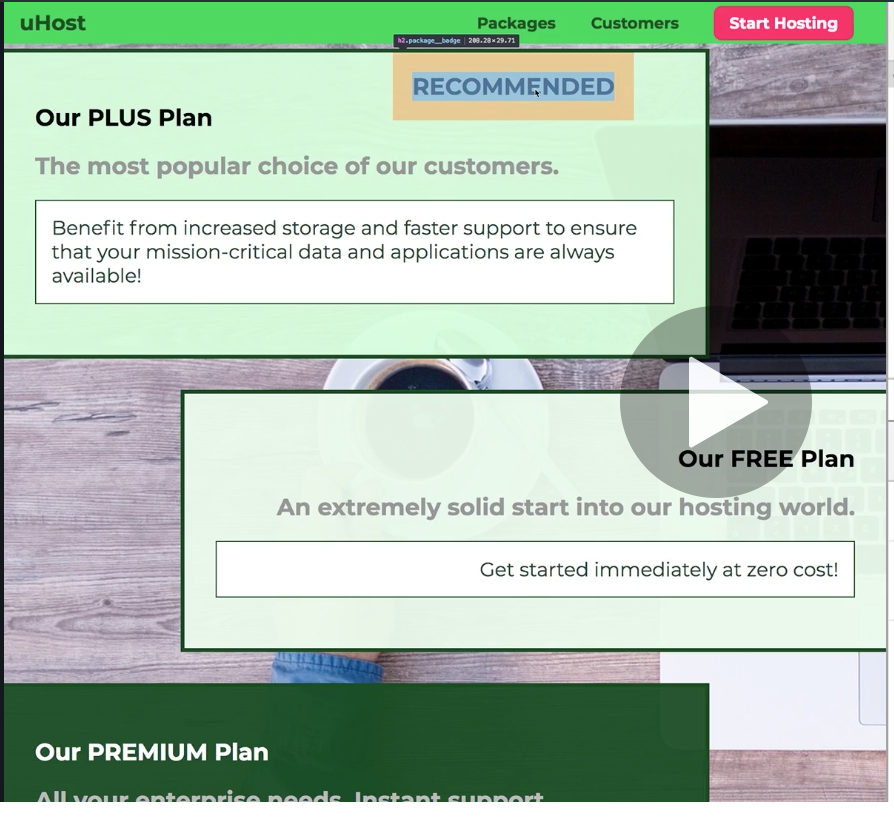 uHost
Packages
Customers
Start Hosting
h2.package__badge | 208.28×29.71
RECOMMENDED
Our PLUS Plan
The most popular choice of our customers.
Benefit from increased storage and faster support to ensure
that your mission-critical data and applications are always
available!
Our FREE Plan
An extremely solid start into our hosting world.
Get started immediately at zero cost!
Our PREMIUM Plan
All your enterprise needs. Instant support